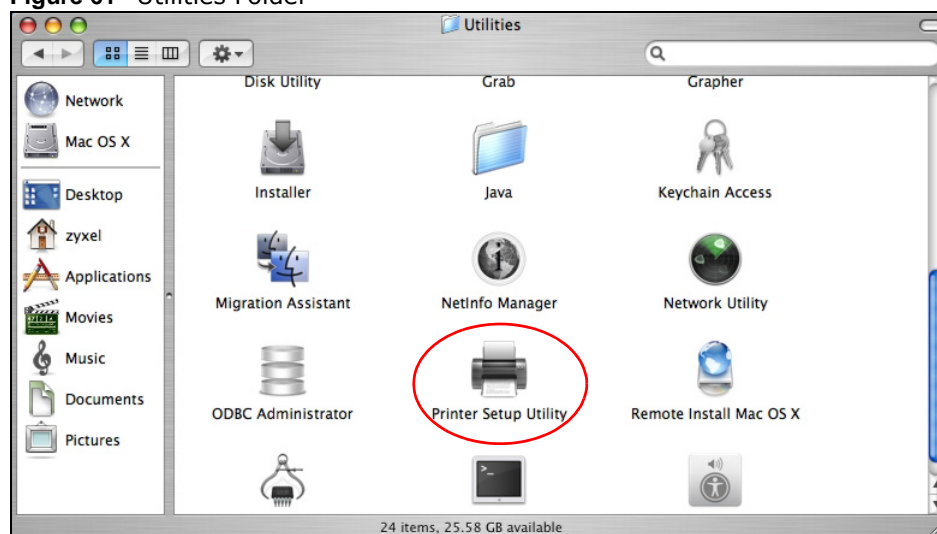 Utilities
Network
Mac OS X
Desktop
zyxel
Applications
Movies
Music
Documents
Pictures
Disk Utility Grab Grapher
Installer Java Keychain Access
Migration Assistant NetInfo Manager Network Utility
ODBC Administrator Printer Setup Utility Remote Install Mac OS X
24 items, 25.58 GB available